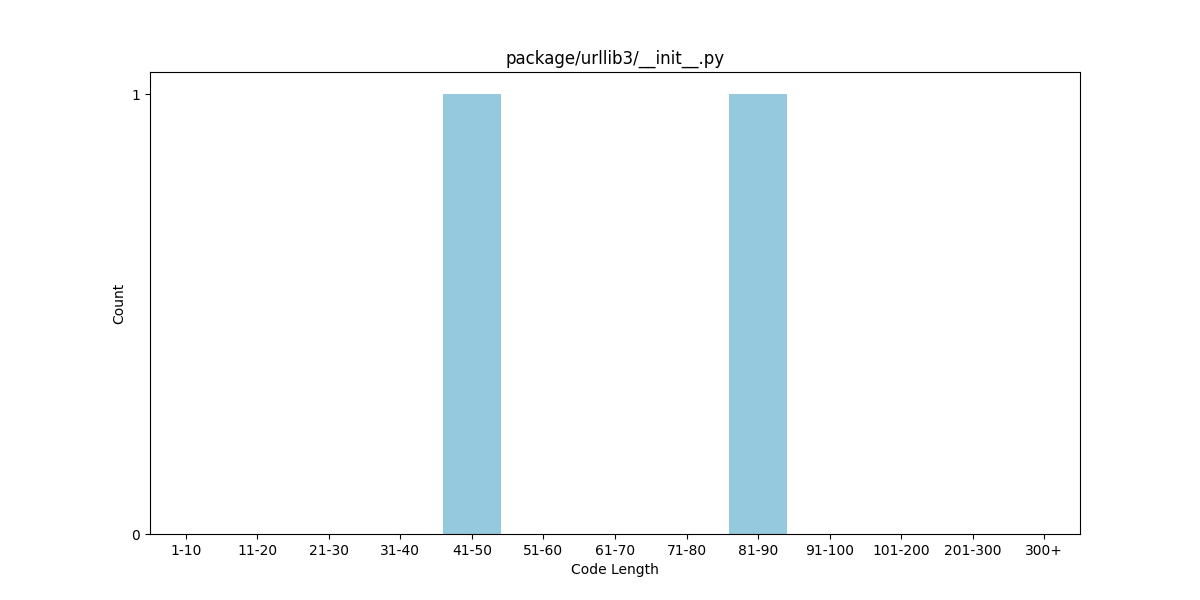 package/urllib3/__init__.py
1
Count
0
1-10 11-20 21-30 31-40 41-50 51-60 61-70 71-80 81-90 91-100 101-200 201-300 300+
Code Length